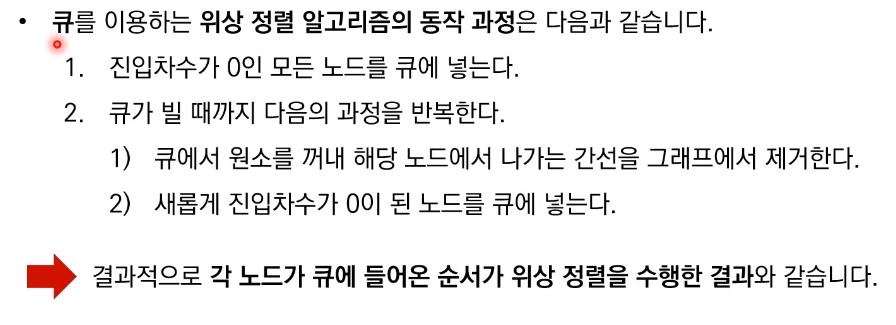 • 큐를 이용하는 위상 정렬 알고리즘의 동작 과정은 다음과 같습니다.
1. 진입차수가 0인 모든 노드를 큐에 넣는다.
2. 큐가 빌 때까지 다음의 과정을 반복한다.
1) 큐에서 원소를 꺼내 해당 노드에서 나가는 간선을 그래프에서 제거한다.
2) 새롭게 진입차수가 0이 된 노드를 큐에 넣는다.
결과적으로 각 노드가 큐에 들어온 순서가 위상 정렬을 수행한 결과와 같습니다.